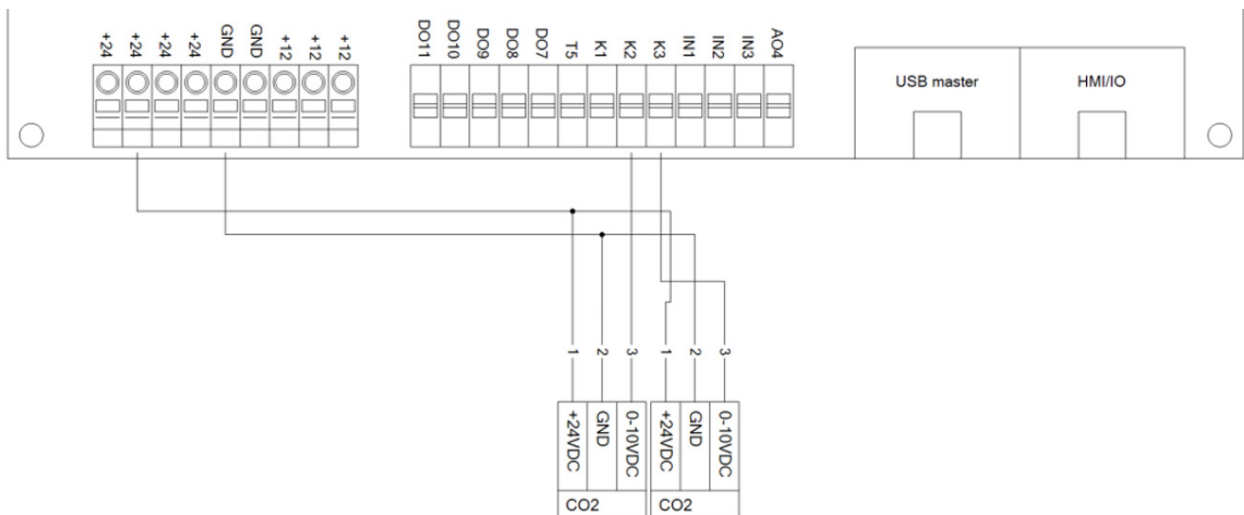 +24
+24
+24
+24
GND
GND
+12
+12
+12
DO11
DO10
DO9
DO8
DO7
T5
K1
K2
K3
IN1
IN2
IN3
AO4
USB master
HMI/IO
1
2
3
1
2
3
+24VDC
GND
0-10VDC
+24VDC
GND
0-10VDC
CO2
CO2